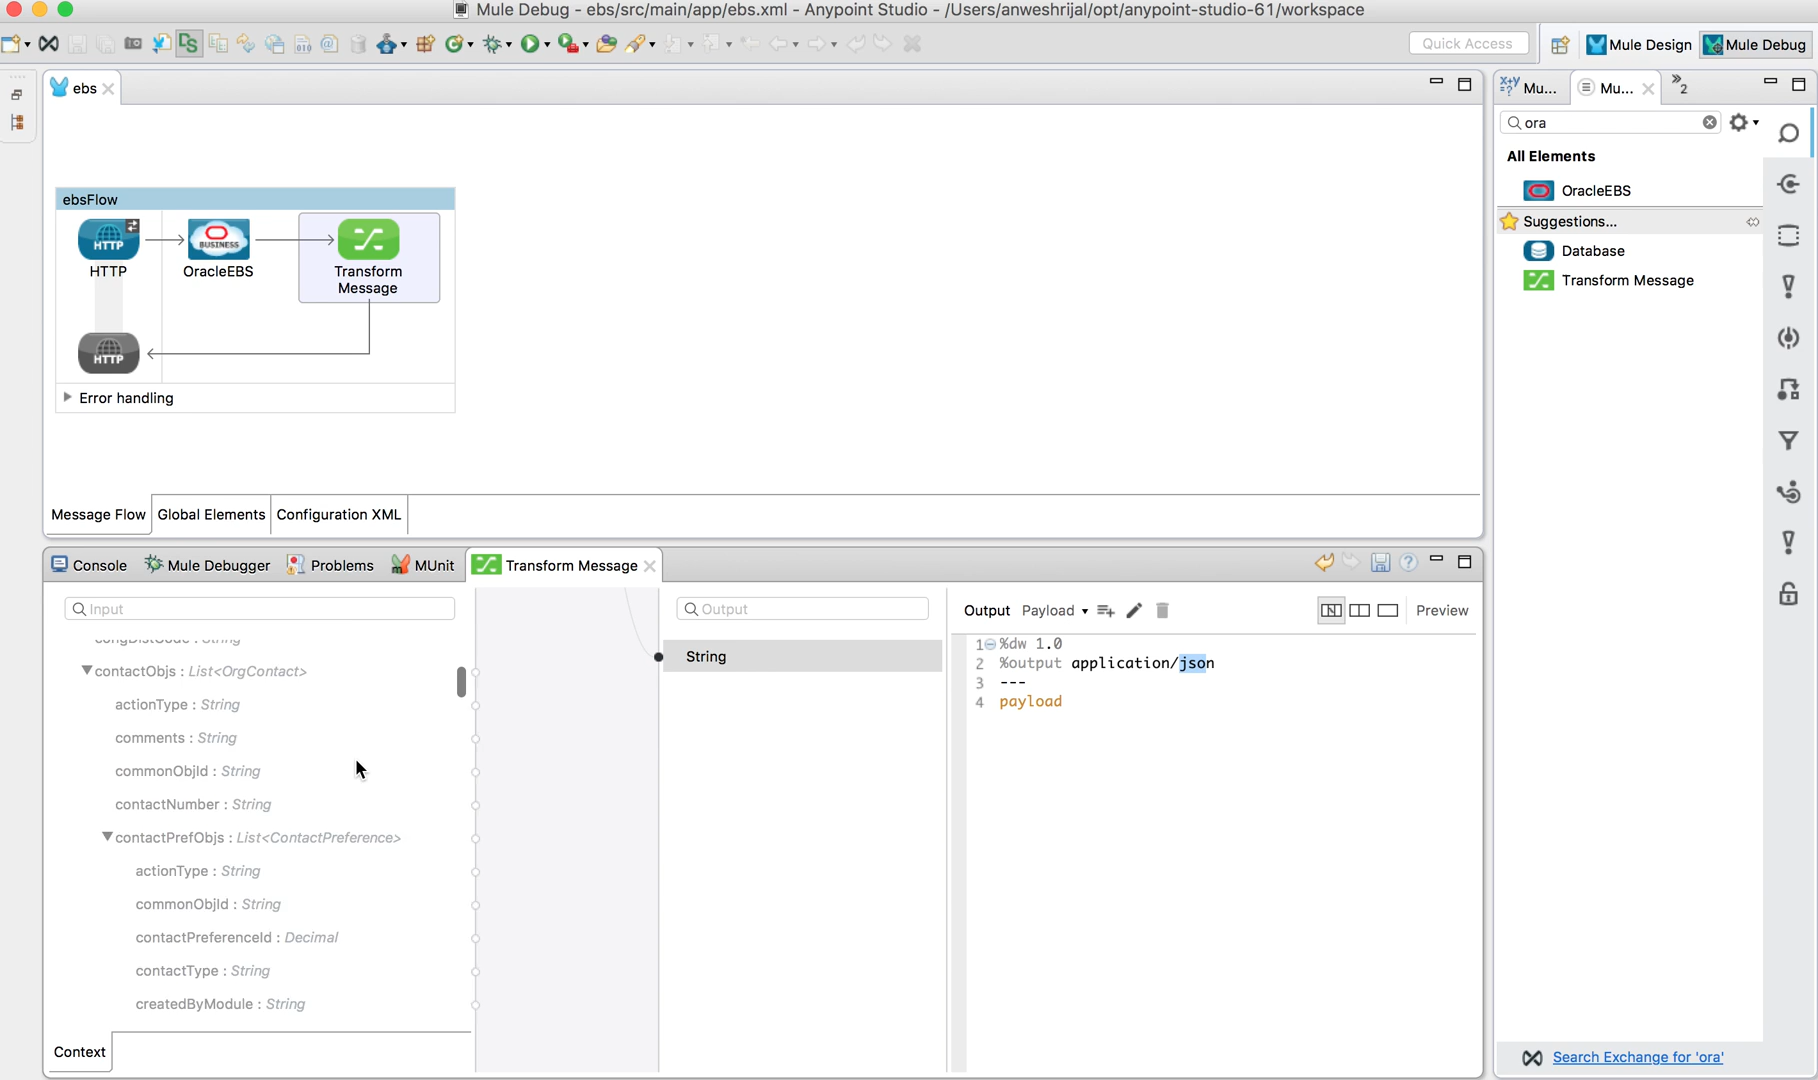 Mule Debug - ebs/src/main/app/ebs.xml - Anypoint Studio - /Users/anweshrijal/opt/anypoint-studio-61/workspace
Quick Access
Mule Design
Mule Debug
ebs
ebsFlow
HTTP
HTTP
BUSINESS
OracleEBS
Transform
Message
HTTP
Error handling
Message Flow
Global Elements
Configuration XML
Mu...
Mu...
2
ora
All Elements
OracleEBS
Suggestions...
Database
Transform Message
Search Exchange for 'ora'
Console
Mule Debugger
Problems
MUnit
Transform Message
Input
congDistCode : String
contactObjs : List<OrgContact>
actionType : String
comments : String
commonObjId : String
contactNumber : String
contactPrefObjs : List<ContactPreference>
actionType : String
commonObjId : String
contactPreferenceId : Decimal
contactType : String
createdByModule : String
Context
Output
String
Output Payload
Preview
1 %dw 1.0
2 %output application/json
3 ---
4 payload